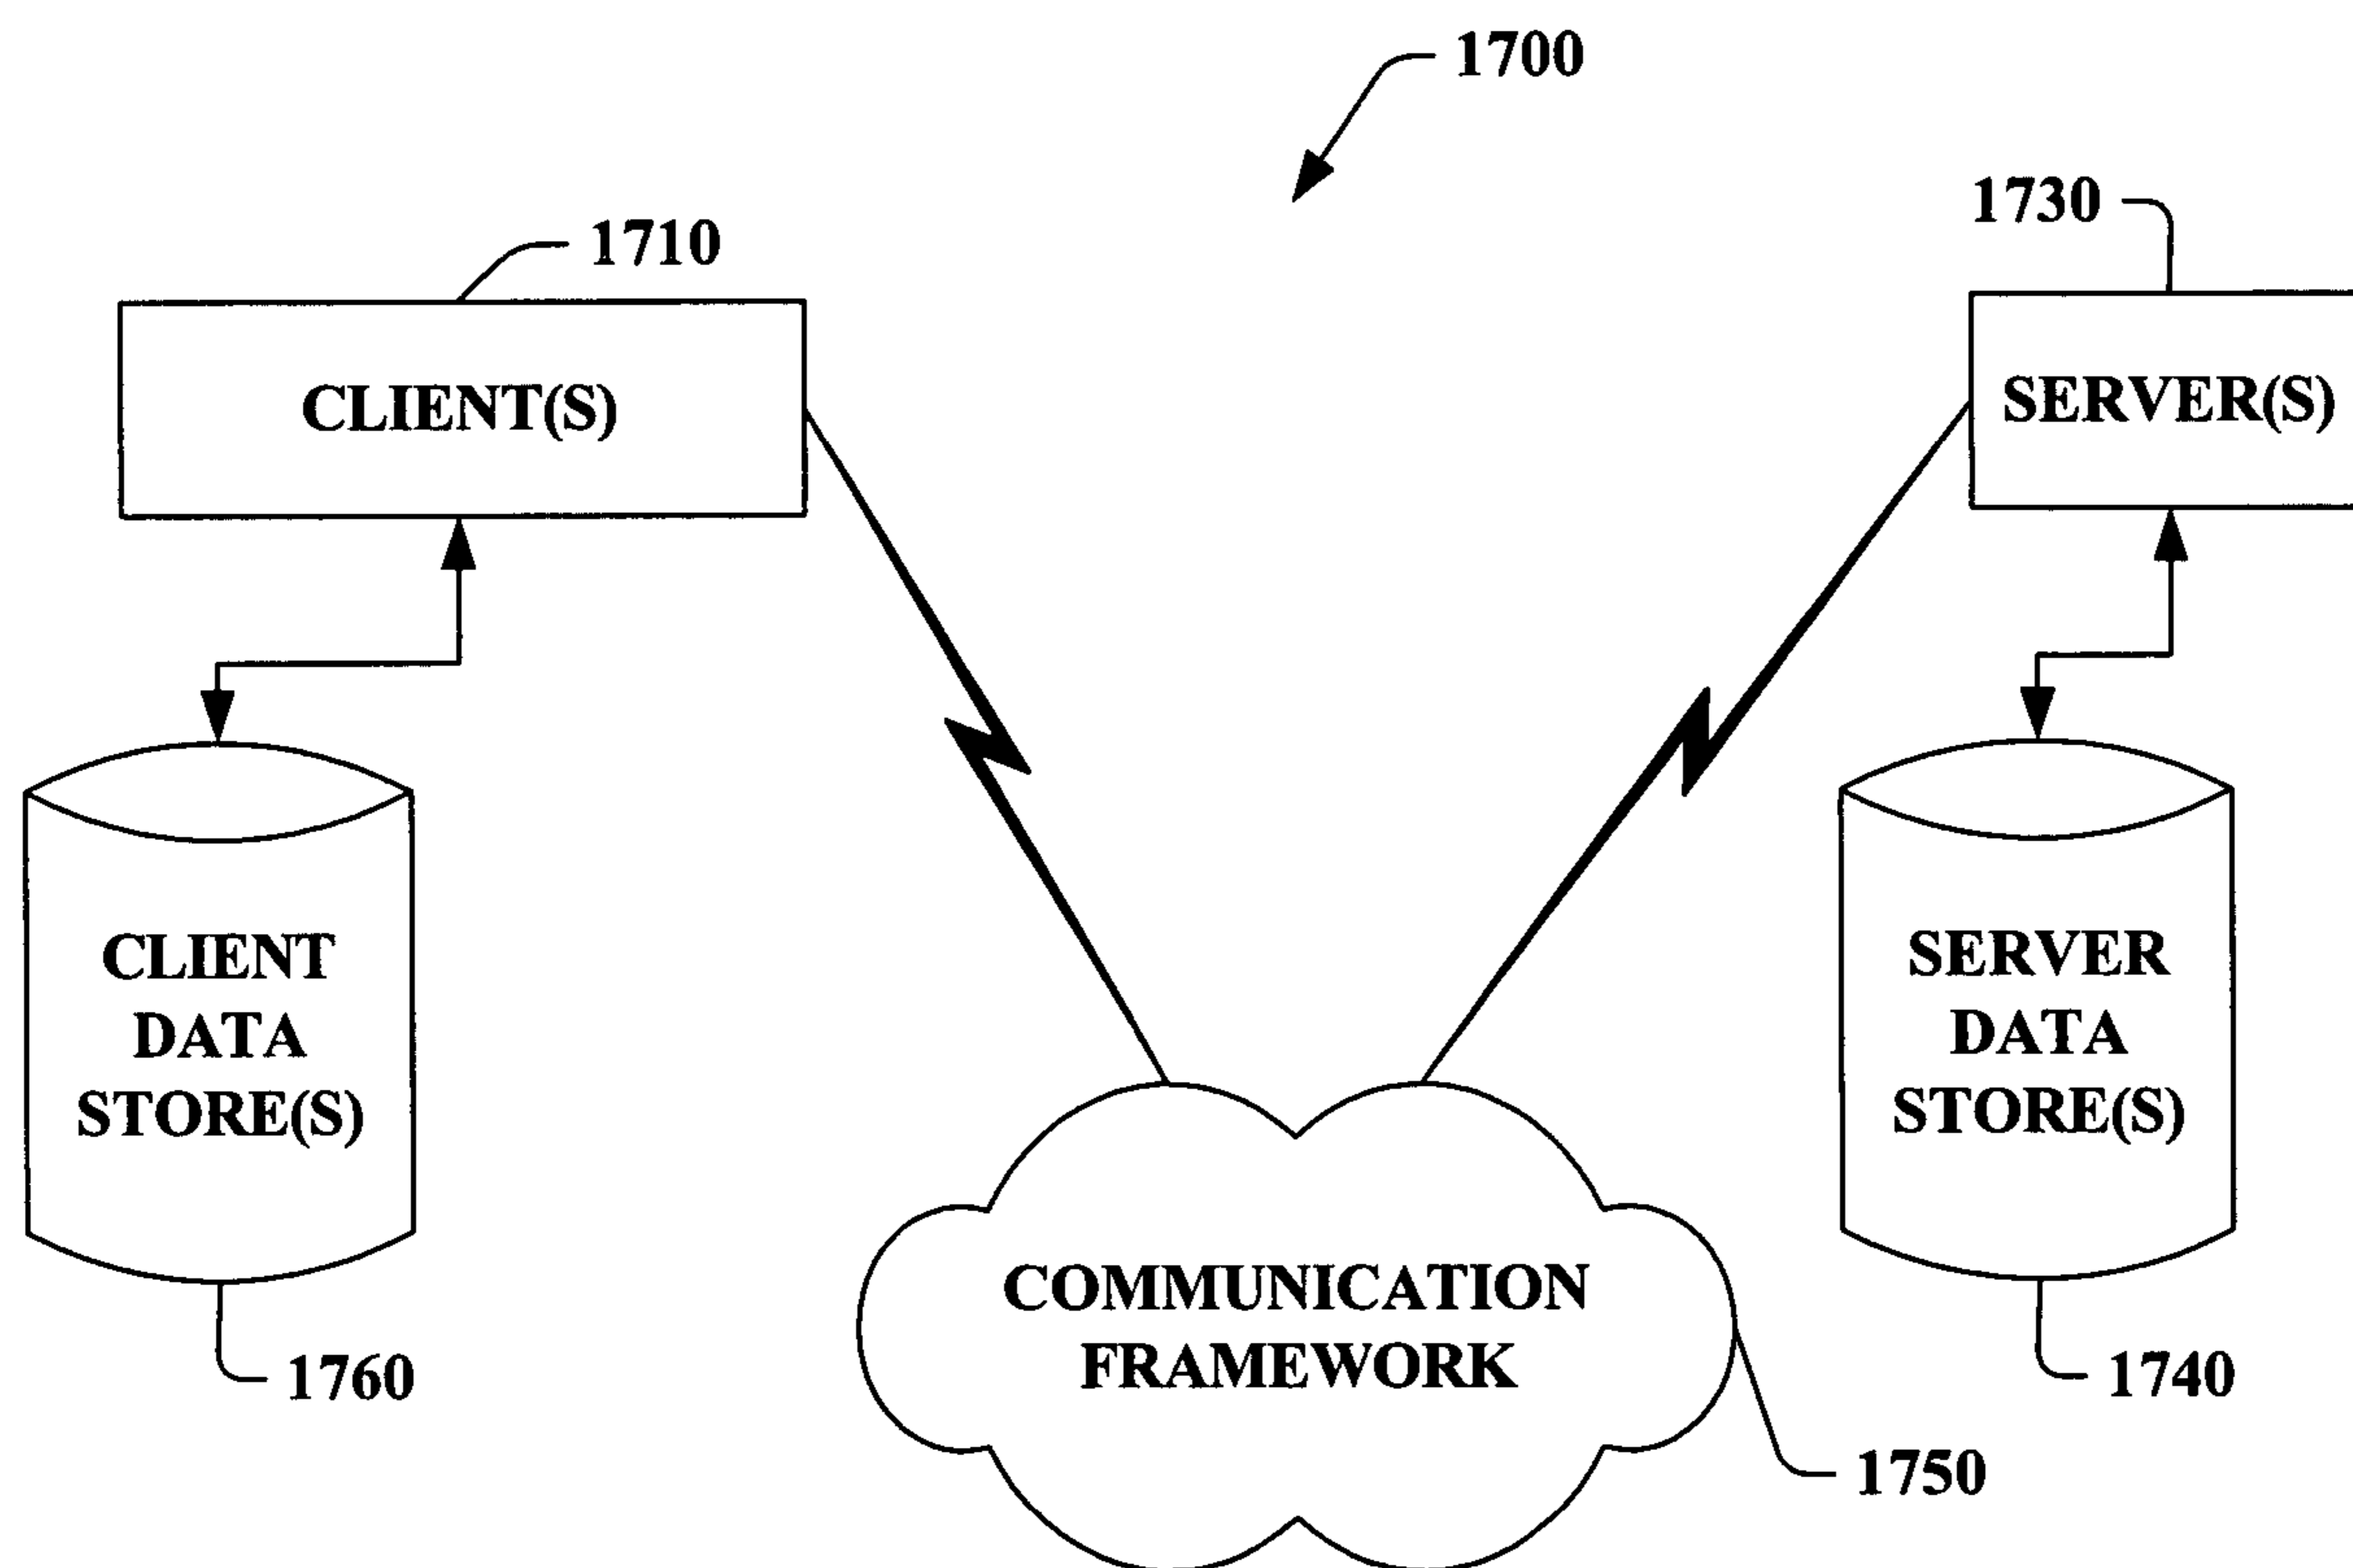 1700
1710
1730
CLIENT(S)
SERVER(S)
CLIENT
DATA
STORE(S)
SERVER
DATA
STORE(S)
COMMUNICATION
FRAMEWORK
1760
1740
1750